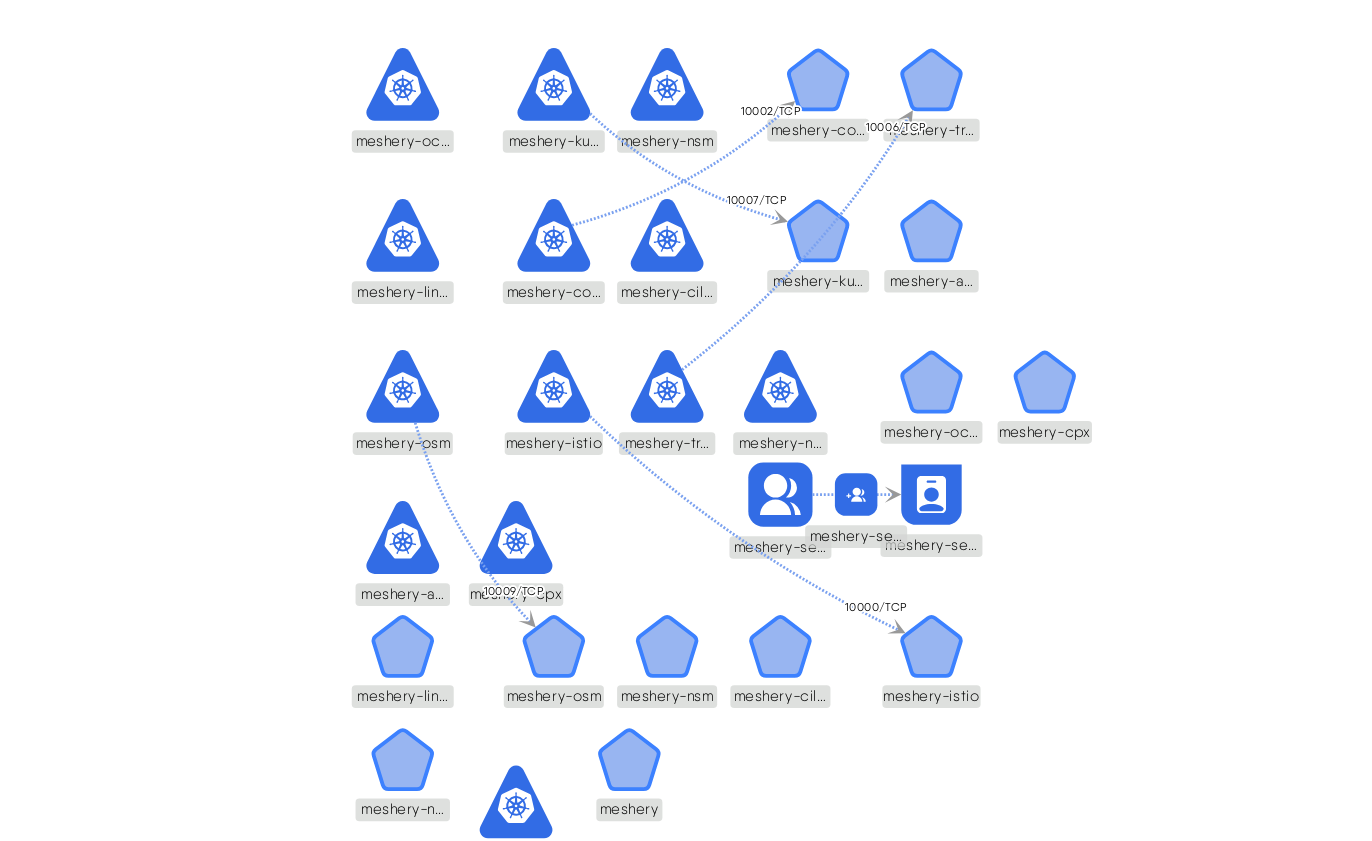 meshery-oc...
meshery-ku...
meshery-nsm
10002/TCP
meshery-co...
10006/TCP
meshery-tr...
meshery-lin...
meshery-co...
meshery-cil...
10007/TCP
meshery-ku...
meshery-a...
meshery-osm
meshery-istio
meshery-tr...
meshery-n...
meshery-oc...
meshery-cpx
meshery-se...
meshery-se...
meshery-se...
meshery-a...
meshery-cpx
10009/TCP
10000/TCP
meshery-lin...
meshery-osm
meshery-nsm
meshery-cil...
meshery-istio
meshery-n...
meshery